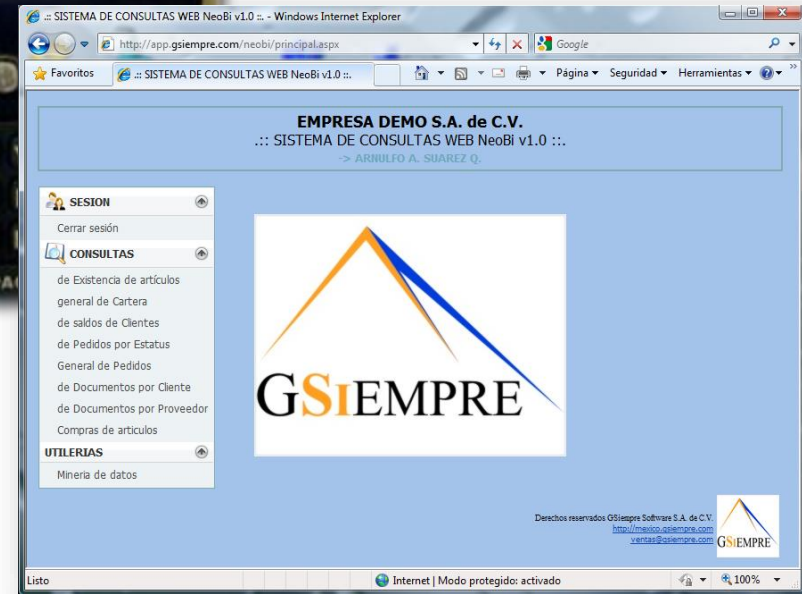 .:: SISTEMA DE CONSULTAS WEB NeoBi v1.0 ::. - Windows Internet Explorer
http://app.gsiempre.com/neobi/principal.aspx
Google
Favoritos
.:: SISTEMA DE CONSULTAS WEB NeoBi v1.0 ::.
Página
Seguridad
Herramientas
EMPRESA DEMO S.A. de C.V.
.:: SISTEMA DE CONSULTAS WEB NeoBi v1.0 ::.
-> ARNULFO A. SUAREZ Q.
SESION
Cerrar sesión
CONSULTAS
de Existencia de artículos
general de Cartera
de saldos de Clientes
de Pedidos por Estatus
General de Pedidos
de Documentos por Cliente
de Documentos por Proveedor
Compras de articulos
UTILERIAS
Mineria de datos
GSIEMPRE
Derechos reservados GSiempre Software S.A. de C.V.
http://mexico.gsiempre.com
ventas@gsiempre.com
GSIEMPRE
Listo
Internet | Modo protegido: activado
100%